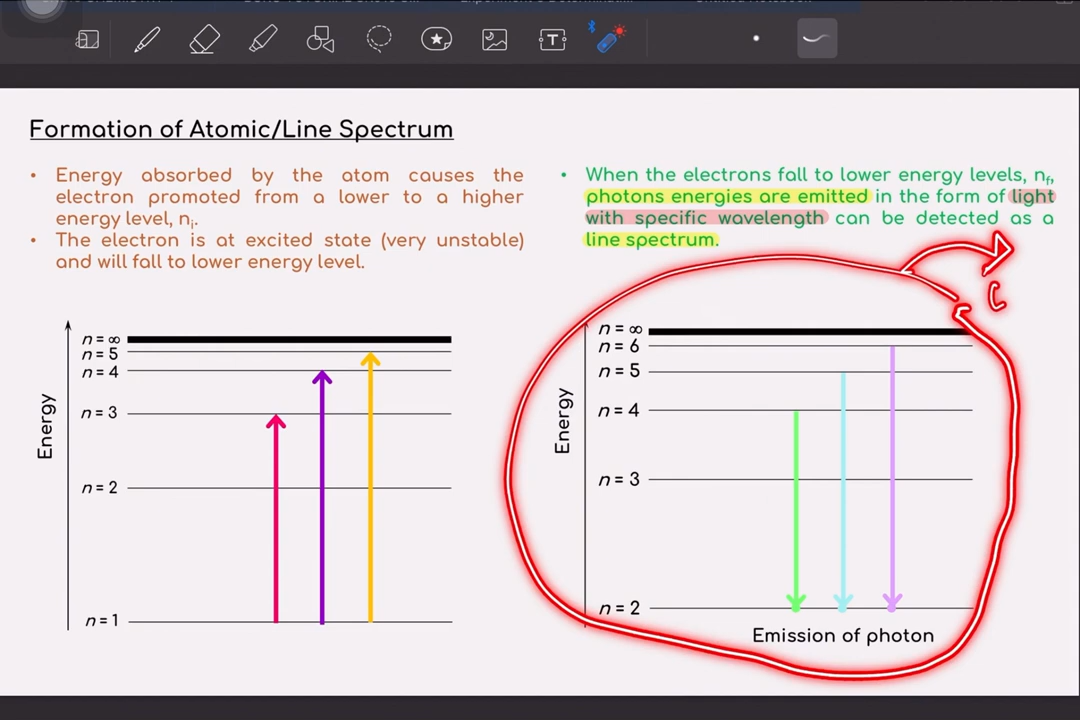 Formation of Atomic/Line Spectrum
• Energy absorbed by the atom causes the
electron promoted from a lower to a higher
energy level, ni.
• The electron is at excited state (very unstable)
and will fall to lower energy level.
• When the electrons fall to lower energy levels, nf,
photons energies are emitted in the form of light
with specific wavelength can be detected as a
line spectrum.
Energy
n = ∞
n = 5
n = 4
n = 3
n = 2
n = 1
Energy
n = ∞
n = 6
n = 5
n = 4
n = 3
n = 2
Emission of photon
T